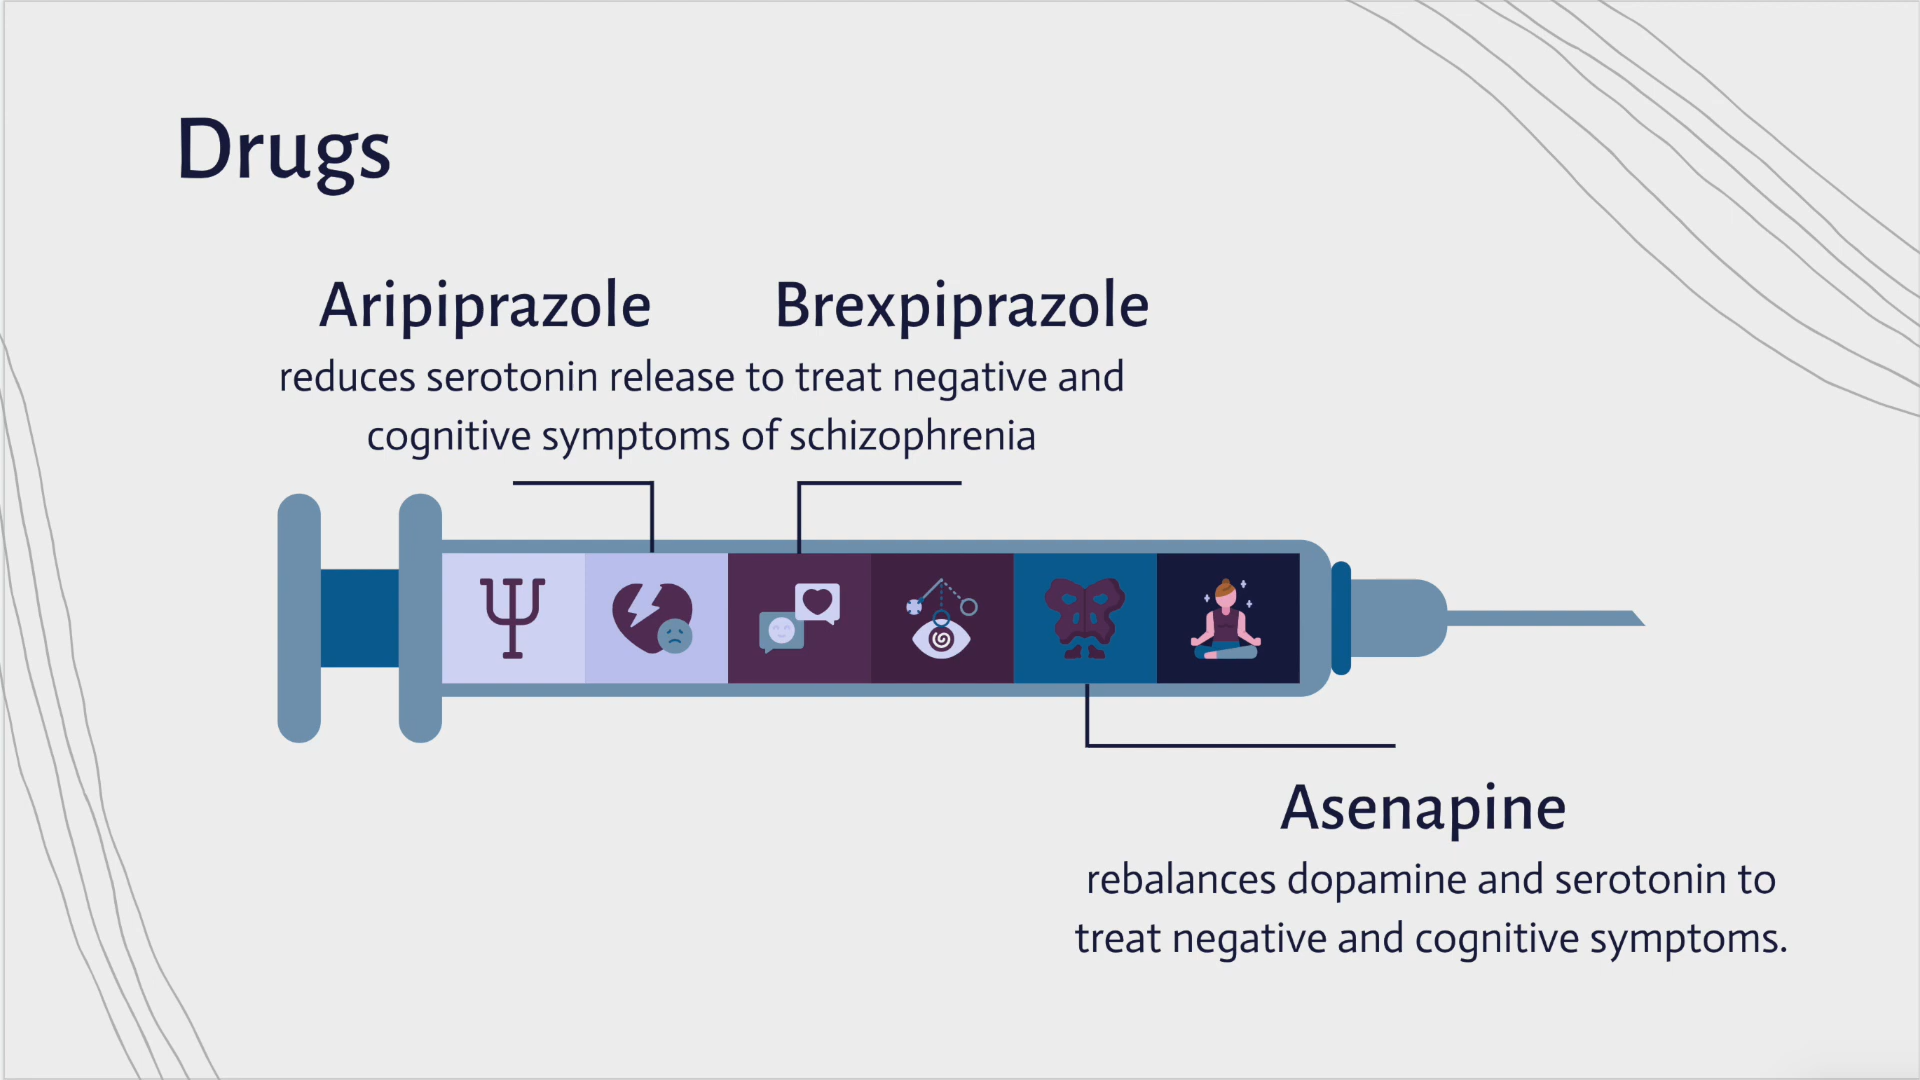 Drugs
Aripiprazole
Brexpiprazole
reduces serotonin release to treat negative and
cognitive symptoms of schizophrenia
Asenapine
rebalances dopamine and serotonin to
treat negative and cognitive symptoms.